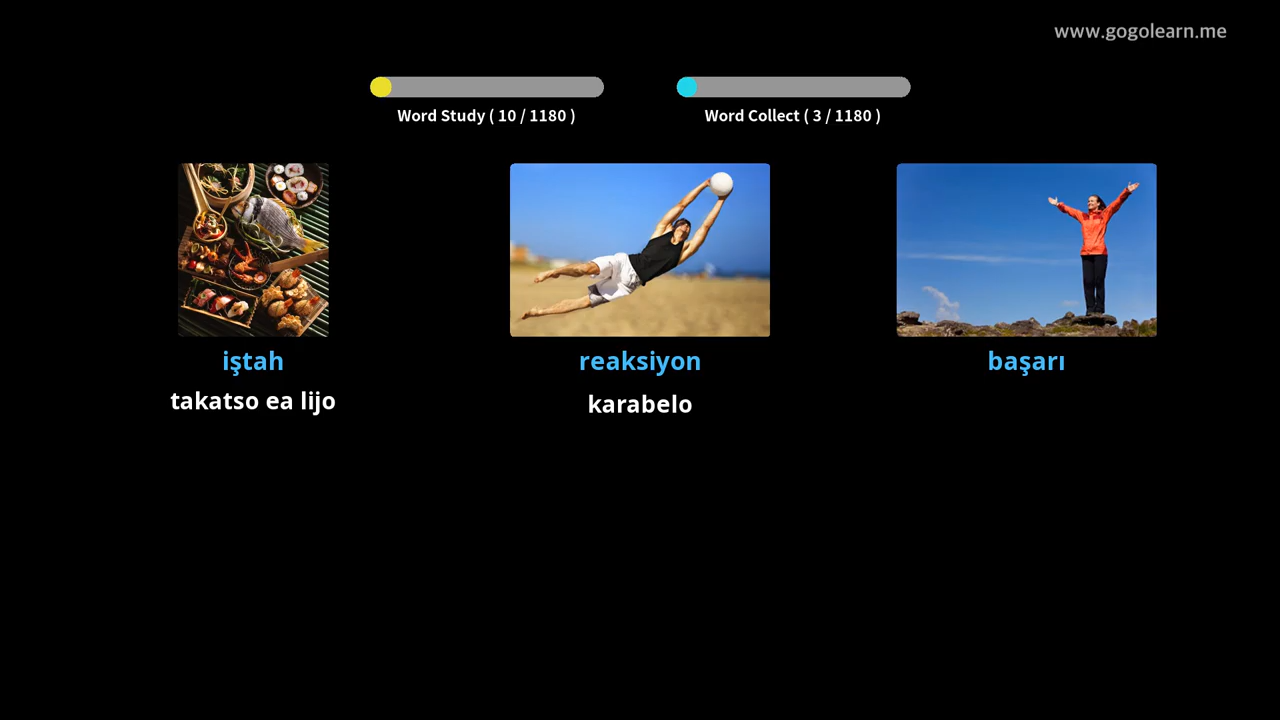 www.gogolearn.me
Word Study ( 10 / 1180 )
Word Collect ( 3 / 1180 )
iştah
reaksiyon
başarı
takatso ea lijo
karabelo